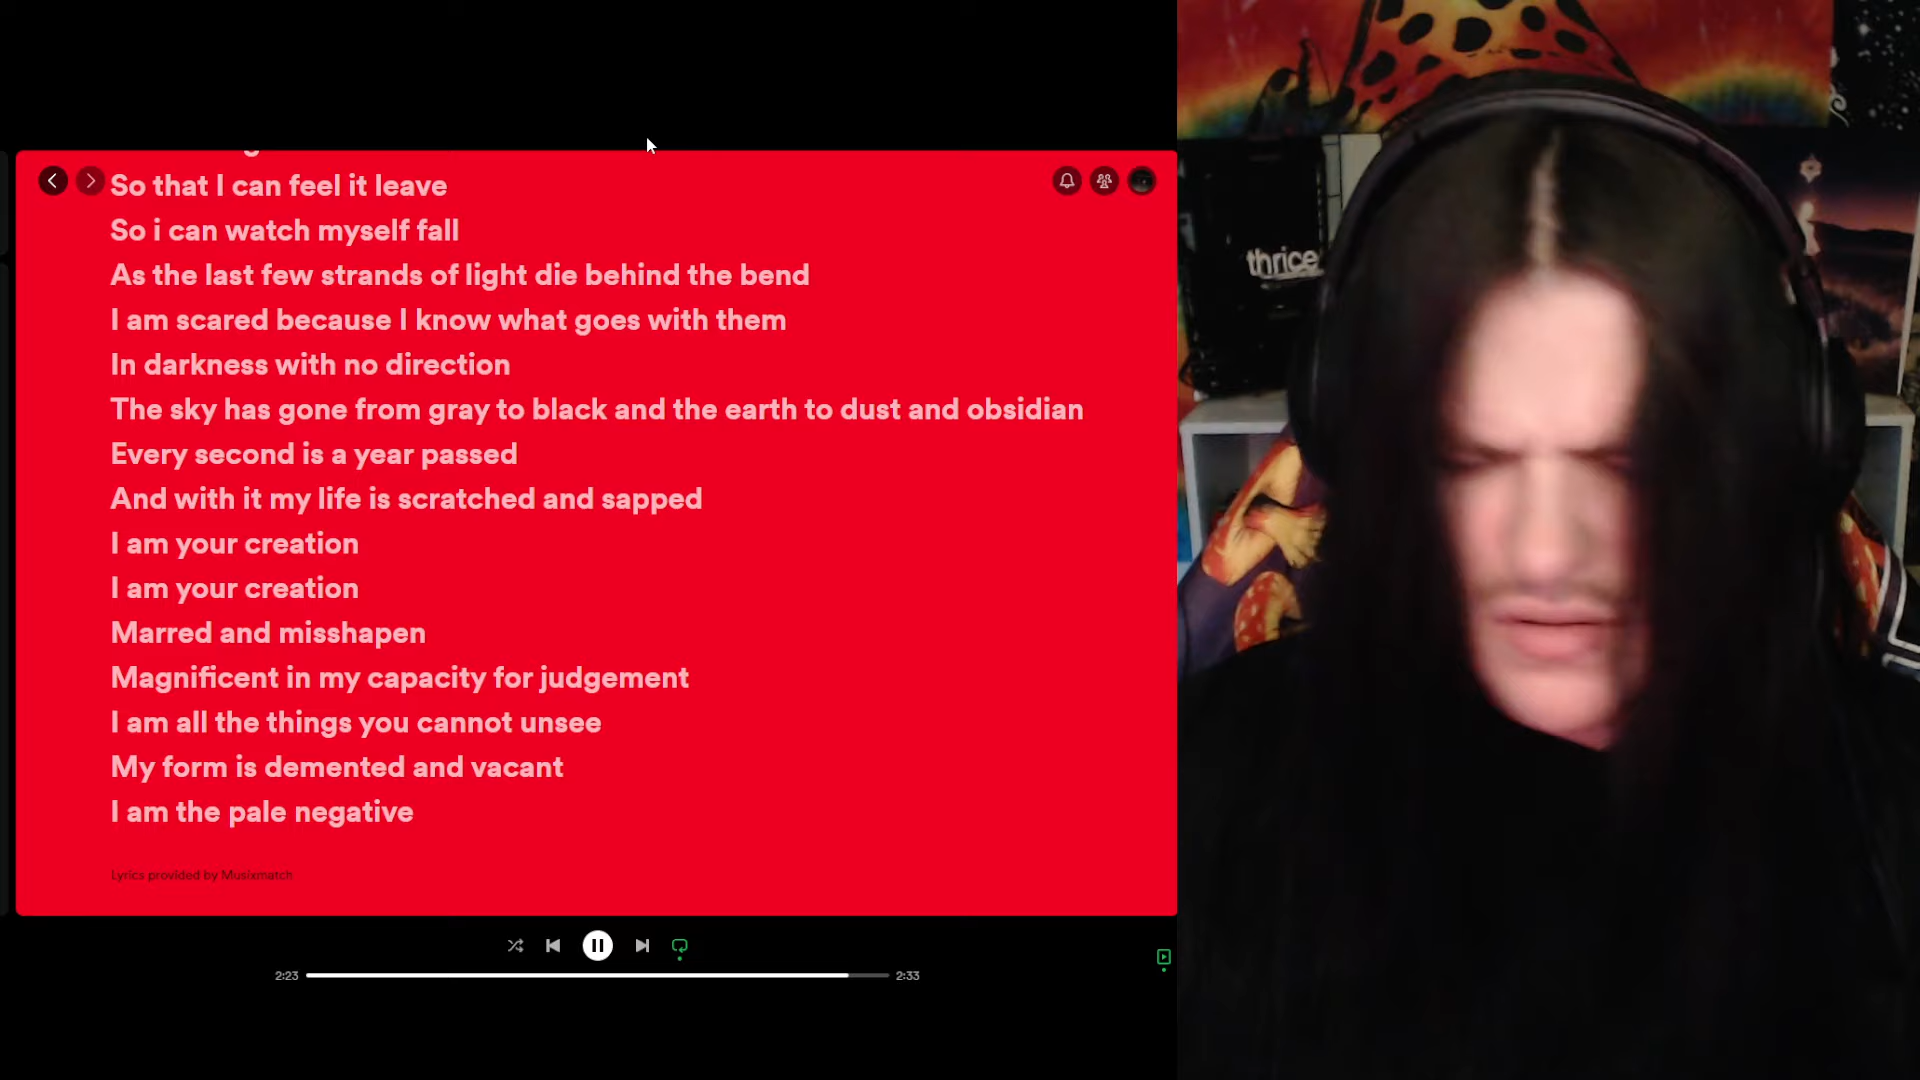 So that I can feel it leave
So i can watch myself fall
As the last few strands of light die behind the bend
I am scared because I know what goes with them
In darkness with no direction
The sky has gone from gray to black and the earth to dust and obsidian
Every second is a year passed
And with it my life is scratched and sapped
I am your creation
I am your creation
Marred and misshapen
Magnificent in my capacity for judgement
I am all the things you cannot unsee
My form is demented and vacant
I am the pale negative
Lyrics provided by Musixmatch
2:23
2:33
thrice